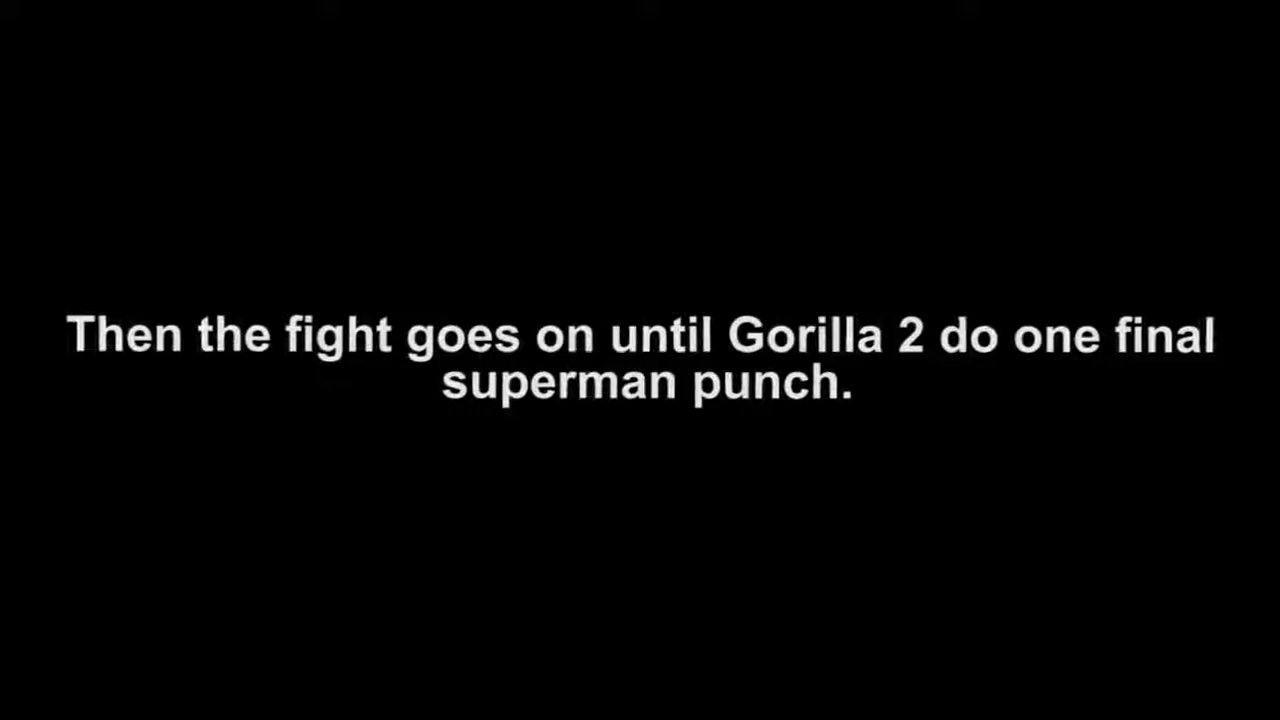 Then the fight goes on until Gorilla 2 do one final
superman punch.